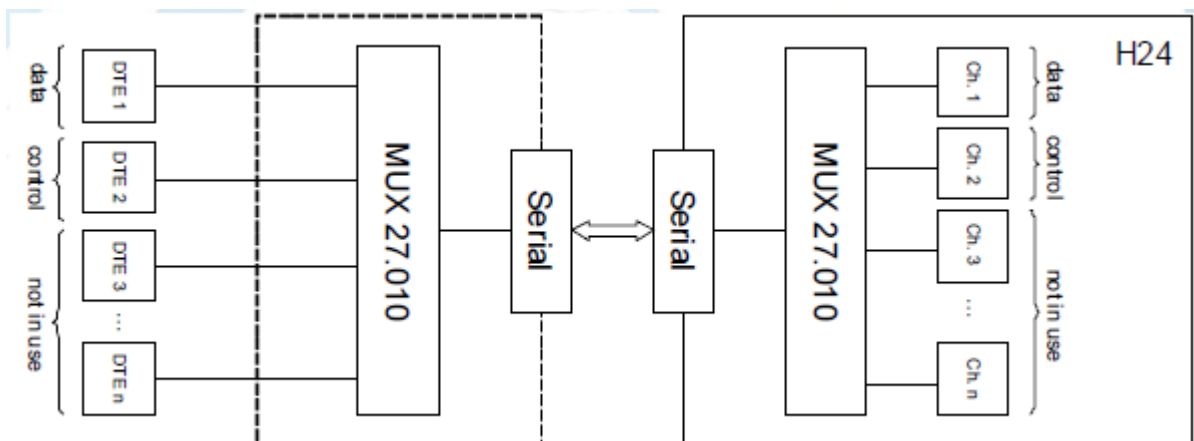 H24
data
DTE 1
control
DTE 2
not in use
DTE 3
...
DTE n
MUX 27.010
Serial
Serial
MUX 27.010
Ch. 1
data
Ch. 2
control
Ch. 3
not in use
...
Ch. n